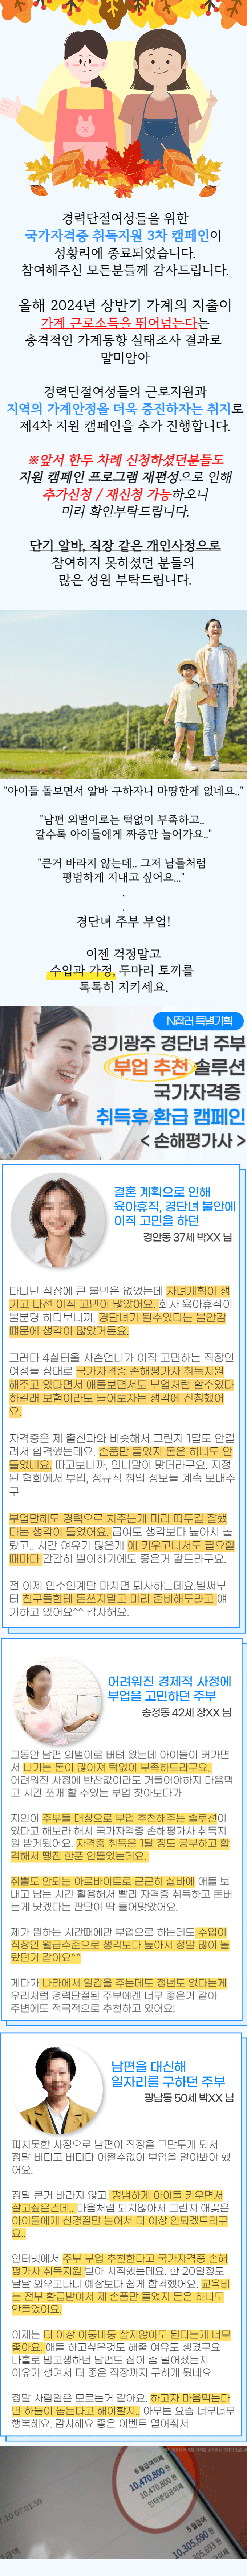 경력단절여성들을 위한
국가자격증 취득지원 3차 캠페인이
성황리에 종료되었습니다.
참여해주신 모든분들께 감사드립니다.
올해 2024년 상반기 가계의 지출이
가계 근로소득을 뛰어넘는다는
충격적인 가계동향 실태조사 결과로
말미암아
경력단절여성들의 근로지원과
지역의 가계안정을 더욱 증진하자는 취지로
제4차 지원 캠페인을 추가 진행합니다.
※앞서 한두 차례 신청하셨던분들도
지원 캠페인 프로그램 재편성으로 인해
추가신청 / 재신청 가능하오니
미리 확인부탁드립니다.
단기 알바, 직장 같은 개인사정으로
참여하지 못하셨던 분들의
많은 성원 부탁드립니다.
"아이들 돌보면서 알바 구하자니 마땅한게 없네요.."
"남편 외벌이로는 턱없이 부족하고..
갈수록 아이들에게 짜증만 늘어가요.."
"큰거 바라지 않는데.. 그저 남들처럼
평범하게 지내고 싶어요..."
.
.
경단녀 주부 부업!
이젠 걱정말고
수입과 가정, 두마리 토끼를
톡톡히 지키세요.
N잡러 특별기획
경기광주 경단녀 주부
부업 추천 솔루션
국가자격증
취득후 환급 캠페인
< 손해평가사 >
결혼 계획으로 인해
육아휴직, 경단녀 불안에
이직 고민을 하던
경안동 37세 박XX 님
다니던 직장에 큰 불만은 없었는데 자녀계획이 생
기고 나선 이직 고민이 많았어요. 회사 육아휴직이
불분명 하다보니까, 경단녀가 될수있다는 불안감
때문에 생각이 많았거든요.
그러다 4살터울 사촌언니가 이직 고민하는 직장인
여성들 상대로 국가자격증 손해평가사 취득지원
해주고 있다면서 애들보면서도 부업처럼 할수있다
하길래 보험이라도 들어보자는 생각에 신청했어
요.
자격증은 제 출신과와 비슷해서 그런지 1달도 안걸
려서 합격했는데요. 손품만 들었지 돈은 하나도 안
들었네요. 따고보니까, 언니말이 맞더라구요. 지정
된 협회에서 부업, 정규직 취업 정보들 계속 보내주
구
부업만해도 경력으로 쳐주는게 미리 따두길 잘했
다는 생각이 들었어요. 급여도 생각보다 높아서 놀
랐고.. 시간 여유가 많은게 애 키우고나서도 필요할
때마다 간간히 벌이하기에도 좋은거 같드라구요.
전 이제 인수인계만 마치면 퇴사하는데요.벌써부
터 친구들한테 돈쓰지말고 미리 준비해두라고 얘
기하고 있어요^^ 감사해요.
어려워진 경제적 사정에
부업을 고민하던 주부
송정동 42세 장XX 님
그동안 남편 외벌이로 버텨 왔는데 아이들이 커가면
서 나가는 돈이 많아져 턱없이 부족하드라구요..
어려워진 사정에 반찬값이라도 거들어야하지 마음먹
고 시간 쪼개 할 수있는 부업 찾아보다가
지인이 주부들 대상으로 부업 추천해주는 솔루션이
있다고 해보라 해서 국가자격증 손해평가사 취득지
원 받게됬어요. 자격증 취득은 1달 정도 공부하고 합
격해서 땡전 한푼 안들었는데요.
쥐뿔도 안되는 아르바이트로 근근히 살바에 애들 보
내고 남는 시간 활용해서 빨리 자격증 취득하고 돈버
는게 낫겠다는 판단이 딱 들어맞았어요.
제가 원하는 시간때에만 부업으로 하는데도 수입이
직장인 월급수준으로 생각보다 높아서 정말 많이 놀
랐던거 같아요^^
게다가 나라에서 일감을 주는데도 정년도 없다는게
우리처럼 경력단절된 주부에겐 너무 좋은거 같아
주변에도 적극적으로 추천하고 있어요!
남편을 대신해
일자리를 구하던 주부
광남동 50세 박XX 님
피치못한 사정으로 남편이 직장을 그만두게 되서
정말 버티고 버티다 어쩔수없이 부업을 알아봐야 했
어요.
정말 큰거 바라지 않고, 평범하게 아이들 키우면서
살고싶은건데.. 마음처럼 되지않아서 그런지 애꿎은
아이들에게 신경질만 늘어서 더 이상 안되겠드라구
요..
인터넷에서 주부 부업 추천한다고 국가자격증 손해
평가사 취득지원 받아 시작했는데요. 한 20일정도
달달 외우고나니 예상보다 쉽게 합격했어요. 교육비
는 전부 환급받아서 제 손품만 들었지 돈은 하나도
안들었어요.
이제는 더 이상 아둥바둥 살지않아도 된다는게 너무
좋아요. 애들 하고싶은것도 해줄 여유도 생겼구요
나홀로 맘고생하던 남편도 짐이 좀 덜어졌는지
여유가 생겨서 더 좋은 직장까지 구하게 됬네요
정말 사람일은 모르는거 같아요. 하고자 마음먹는다
면 하늘이 돕는다고 해야할지.. 아무튼 요즘 너무너무
행복해요. 감사해요 좋은 이벤트 열어줘서
7.10 07:01:59
6월급여이체
10,470,800 원
10,470,800 원
인터넷당행이체
5.월급여
10,305,690 원